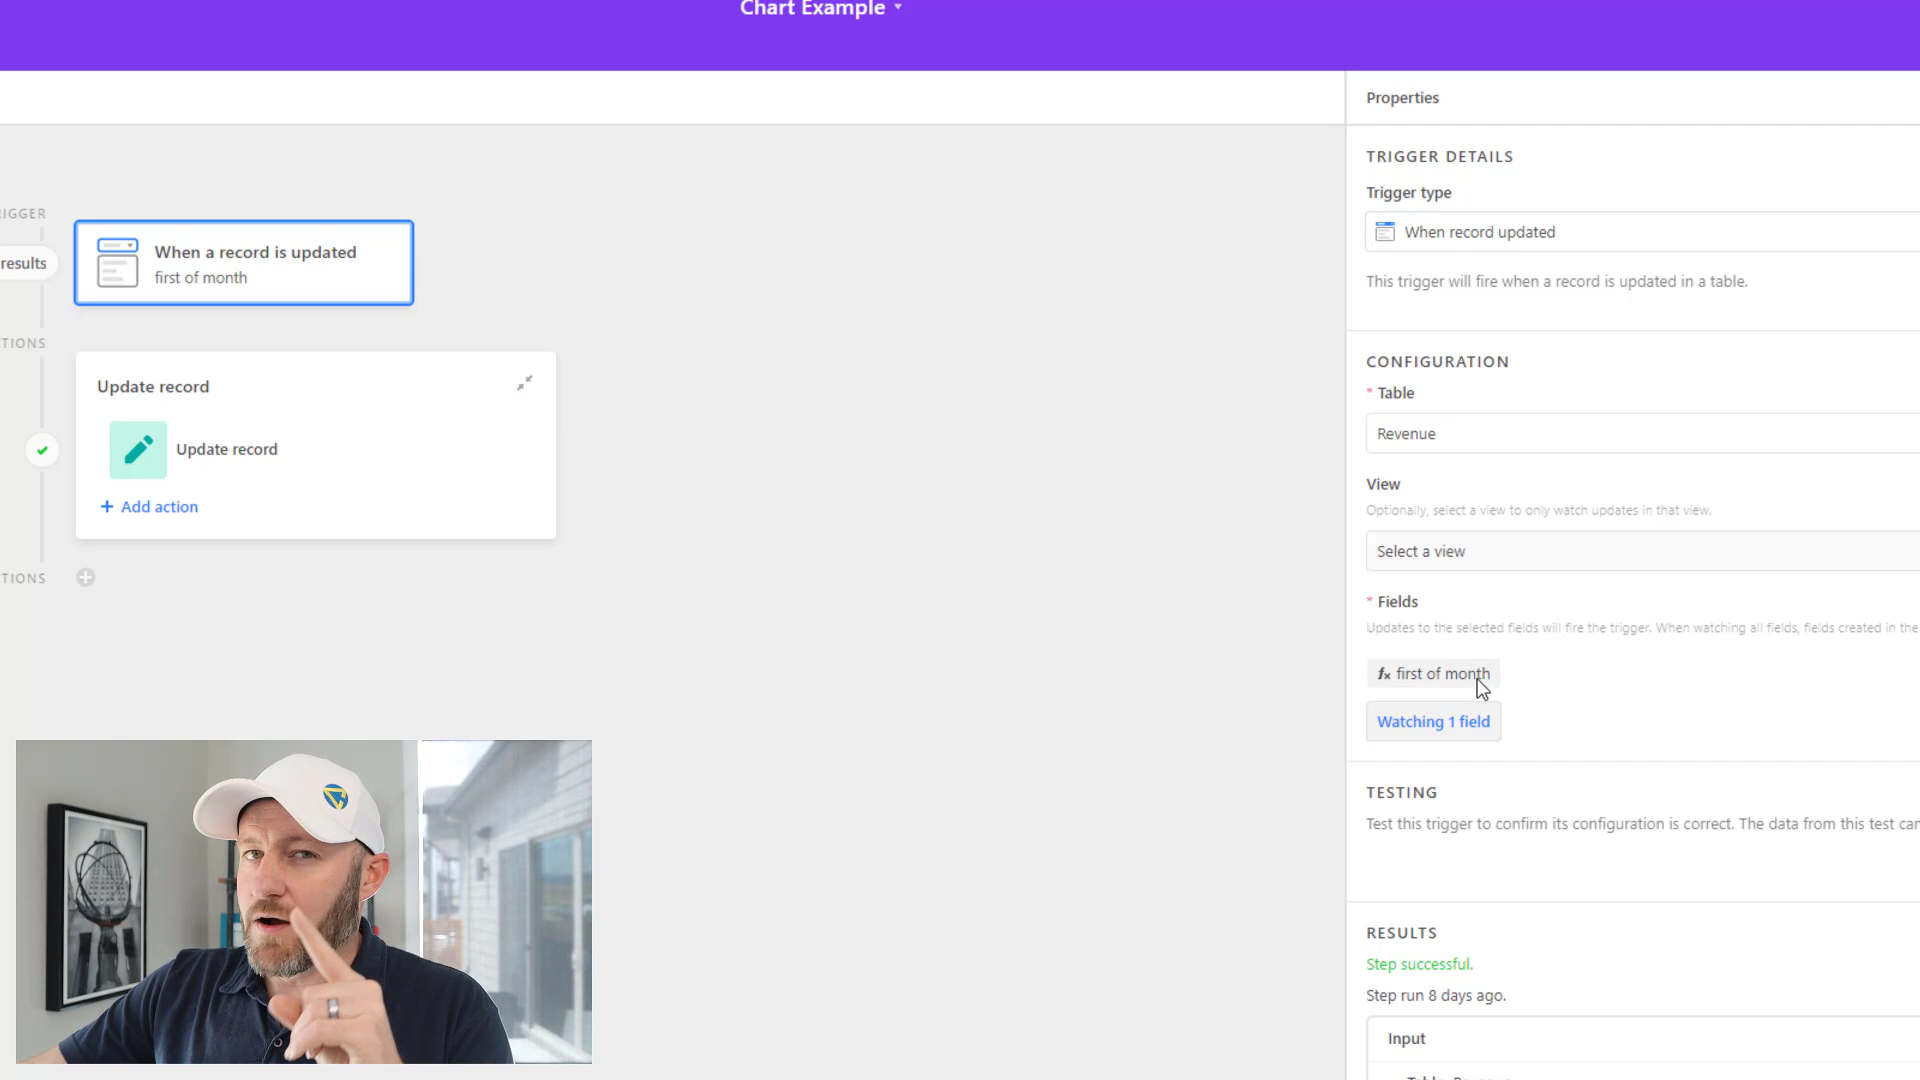 Chart Example
Properties
TRIGGER DETAILS
Trigger type
When record updated
This trigger will fire when a record is updated in a table.
IGGER
results
When a record is updated
first of month
TIONS
Update record
Update record
+ Add action
TIONS
CONFIGURATION
* Table
Revenue
View
Optionally, select a view to only watch updates in that view.
Select a view
* Fields
Updates to the selected fields will fire the trigger. When watching all fields, fields created in the
fx first of month
Watching 1 field
TESTING
Test this trigger to confirm its configuration is correct. The data from this test can
RESULTS
Step successful.
Step run 8 days ago.
Input